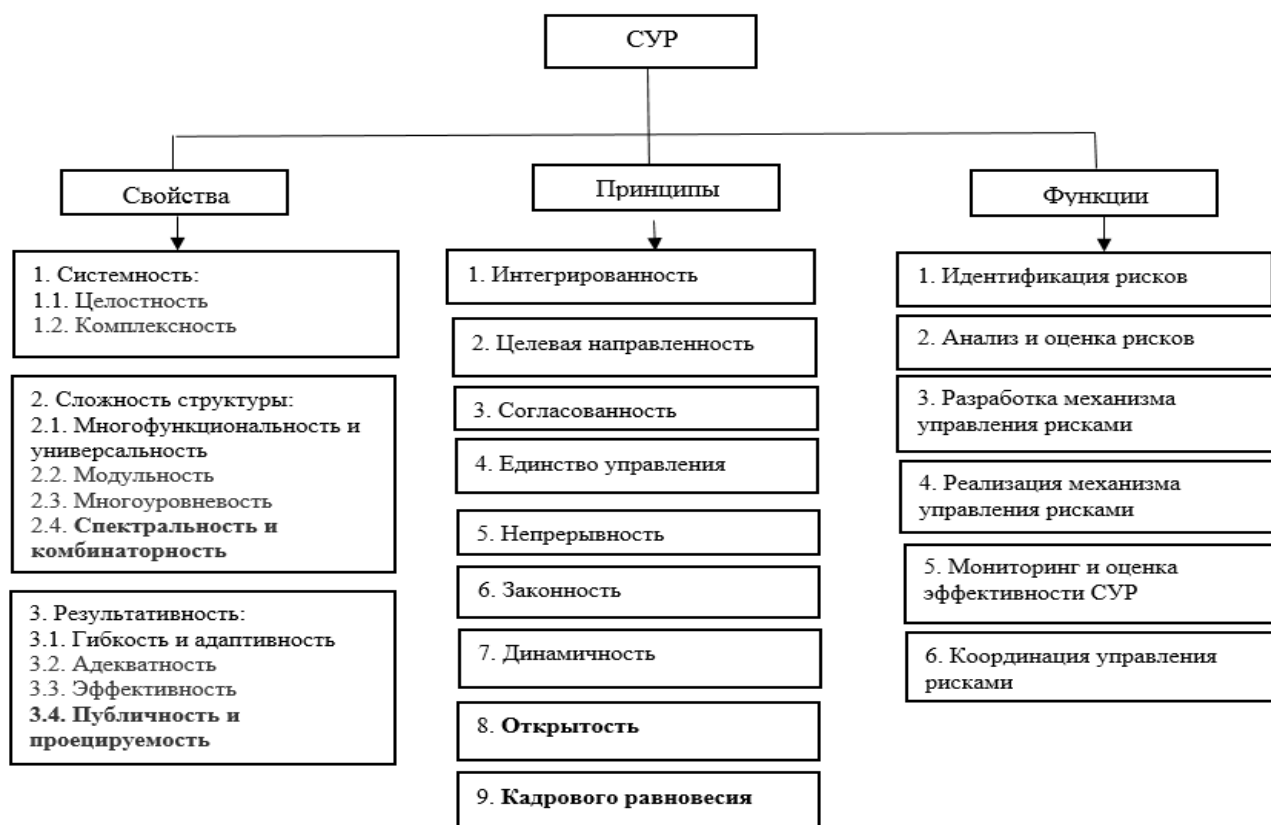 СУР
Свойства
1. Системность:
1.1. Целостность
1.2. Комплексность
2. Сложность структуры:
2.1. Многофункциональность и
универсальность
2.2. Модульность
2.3. Многоуровневость
2.4. Спектральность и
комбинаторность
3. Результативность:
3.1. Гибкость и адаптивность
3.2. Адекватность
3.3. Эффективность
3.4. Публичность и
проецируемость
Принципы
1. Интегрированность
2. Целевая направленность
3. Согласованность
4. Единство управления
5. Непрерывность
6. Законность
7. Динамичность
8. Открытость
9. Кадрового равновесия
Функции
1. Идентификация рисков
2. Анализ и оценка рисков
3. Разработка механизма
управления рисками
4. Реализация механизма
управления рисками
5. Мониторинг и оценка
эффективности СУР
6. Координация управления
рисками